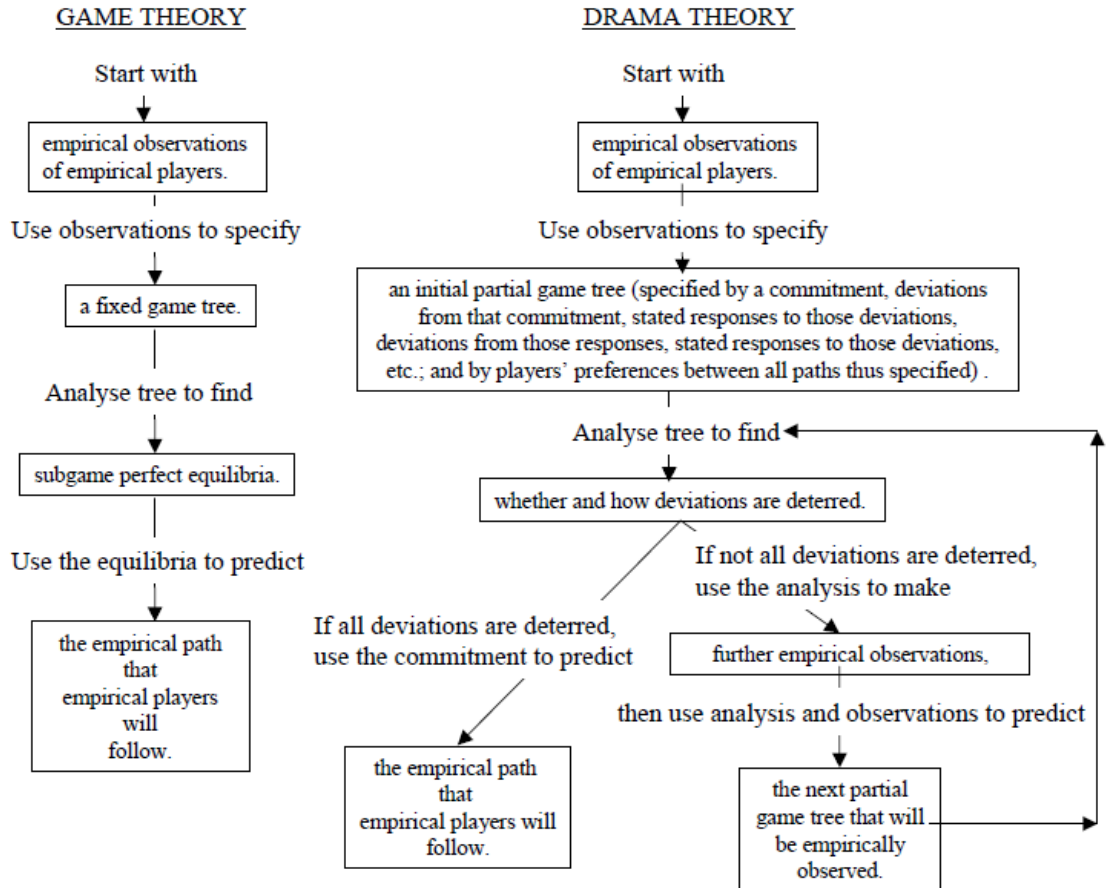 GAME THEORY
Start with
empirical observations
of empirical players.
Use observations to specify
a fixed game tree.
Analyse tree to find
subgame perfect equilibria.
Use the equilibria to predict
the empirical path
that
empirical players
will
follow.
DRAMA THEORY
Start with
empirical observations
of empirical players.
Use observations to specify
an initial partial game tree (specified by a commitment, deviations
from that commitment, stated responses to those deviations,
deviations from those responses, stated responses to those deviations,
etc.; and by players’ preferences between all paths thus specified) .
Analyse tree to find
whether and how deviations are deterred.
If all deviations are deterred,
use the commitment to predict
the empirical path
that
empirical players will
follow.
If not all deviations are deterred,
use the analysis to make
further empirical observations,
then use analysis and observations to predict
the next partial
game tree that will
be empirically
observed.